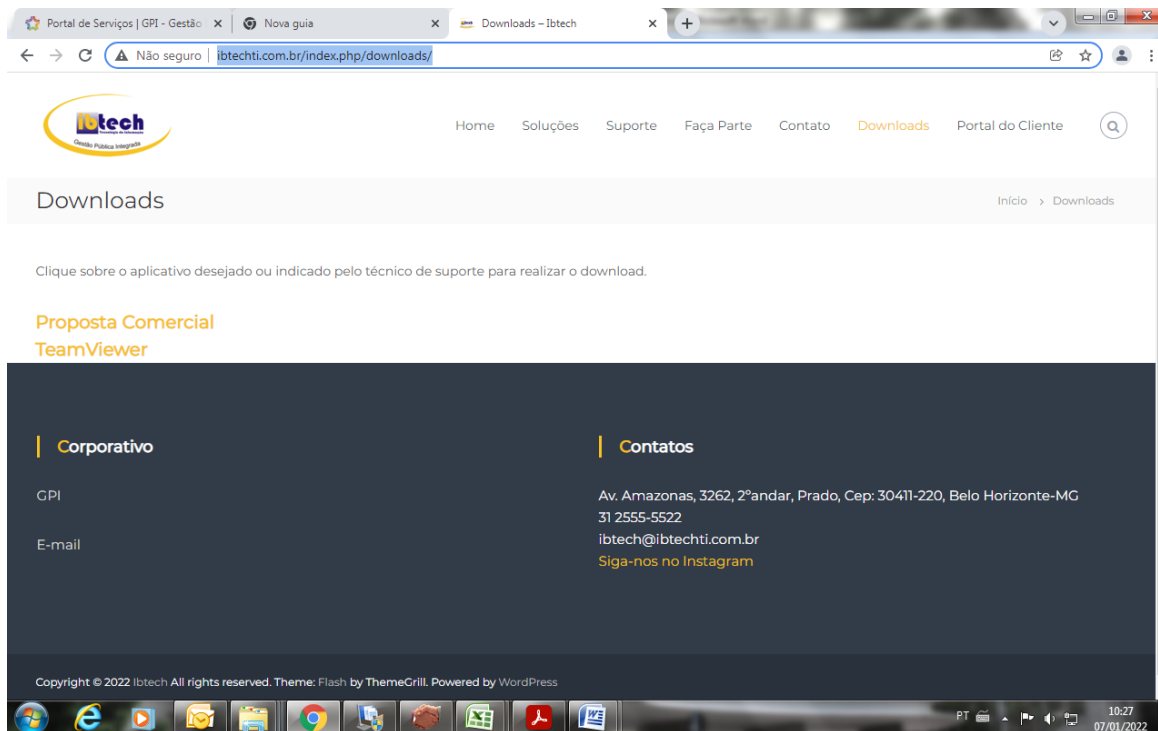 Portal de Serviços | GPI - Gestão
Nova guia
Downloads – Ibtech
Não seguro | ibtechti.com.br/index.php/downloads/
Ibtech
Tecnologia da Informação
Gestão Pública Integrada
Home Soluções Suporte Faça Parte Contato Downloads Portal do Cliente
Downloads
Início > Downloads
Clique sobre o aplicativo desejado ou indicado pelo técnico de suporte para realizar o download.
Proposta Comercial
TeamViewer
Corporativo
GPI
E-mail
Contatos
Av. Amazonas, 3262, 2ºandar, Prado, Cep: 30411-220, Belo Horizonte-MG
31 2555-5522
ibtech@ibtechti.com.br
Siga-nos no Instagram
Copyright © 2022 Ibtech All rights reserved. Theme: Flash by ThemeGrill. Powered by WordPress
PT
10:27
07/01/2022